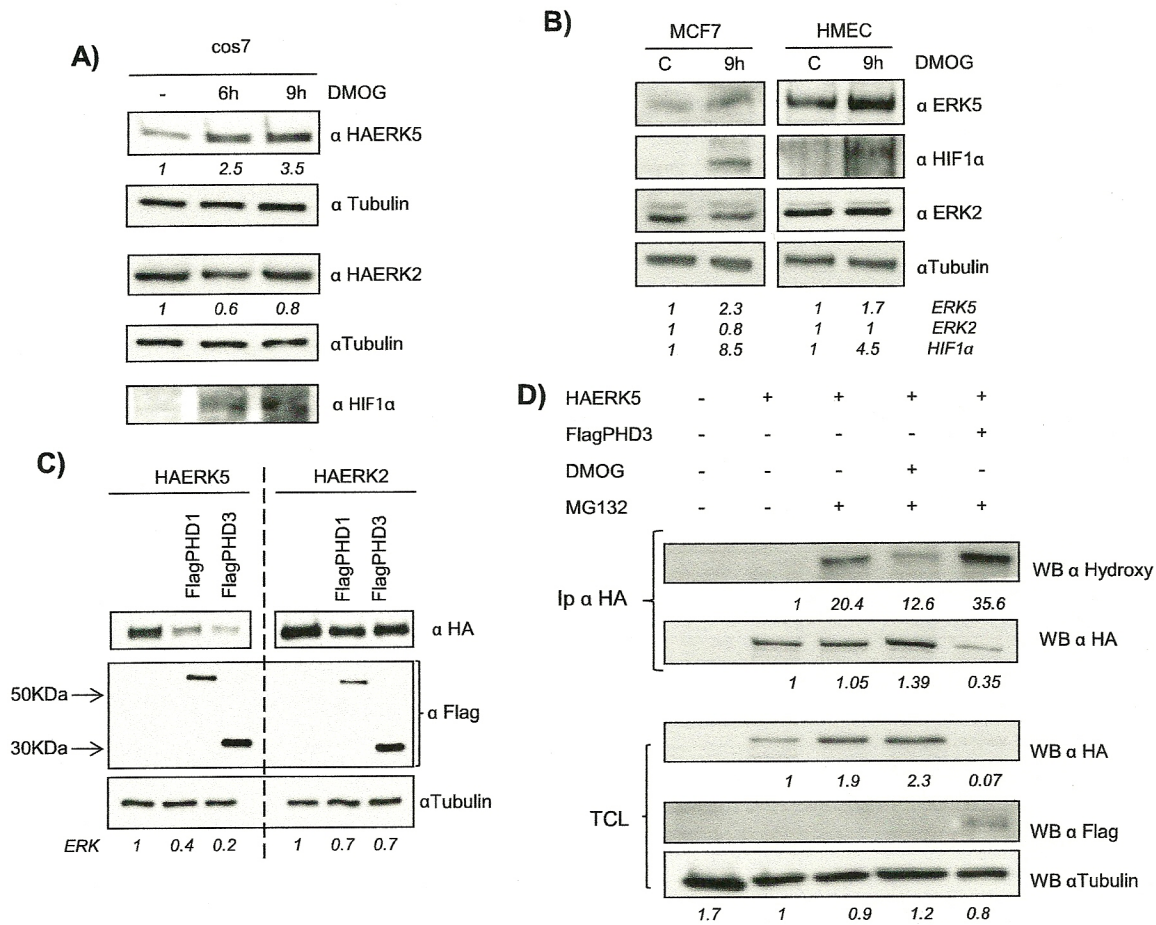 A)
cos7
- 6h 9h DMOG
α HAERK5
1 2.5 3.5
α Tubulin
α HAERK2
1 0.6 0.8
αTubulin
α HIF1α
B)
MCF7 HMEC
C 9h C 9h DMOG
α ERK5
α HIF1α
α ERK2
αTubulin
1 2.3 1 1.7 ERK5
1 0.8 1 1 ERK2
1 8.5 1 4.5 HIF1α
C)
HAERK5 HAERK2
FlagPHD1 FlagPHD3 FlagPHD1 FlagPHD3
α HA
50KDa→
α Flag
30KDa→
αTubulin
ERK 1 0.4 0.2 1 0.7 0.7
D)
HAERK5 - + + + +
FlagPHD3 - - - - +
DMOG - - - + -
MG132 - - + + +
Ip α HA
WB α Hydroxy
1 20.4 12.6 35.6
WB α HA
1 1.05 1.39 0.35
TCL
WB α HA
1 1.9 2.3 0.07
WB α Flag
WB αTubulin
1.7 1 0.9 1.2 0.8